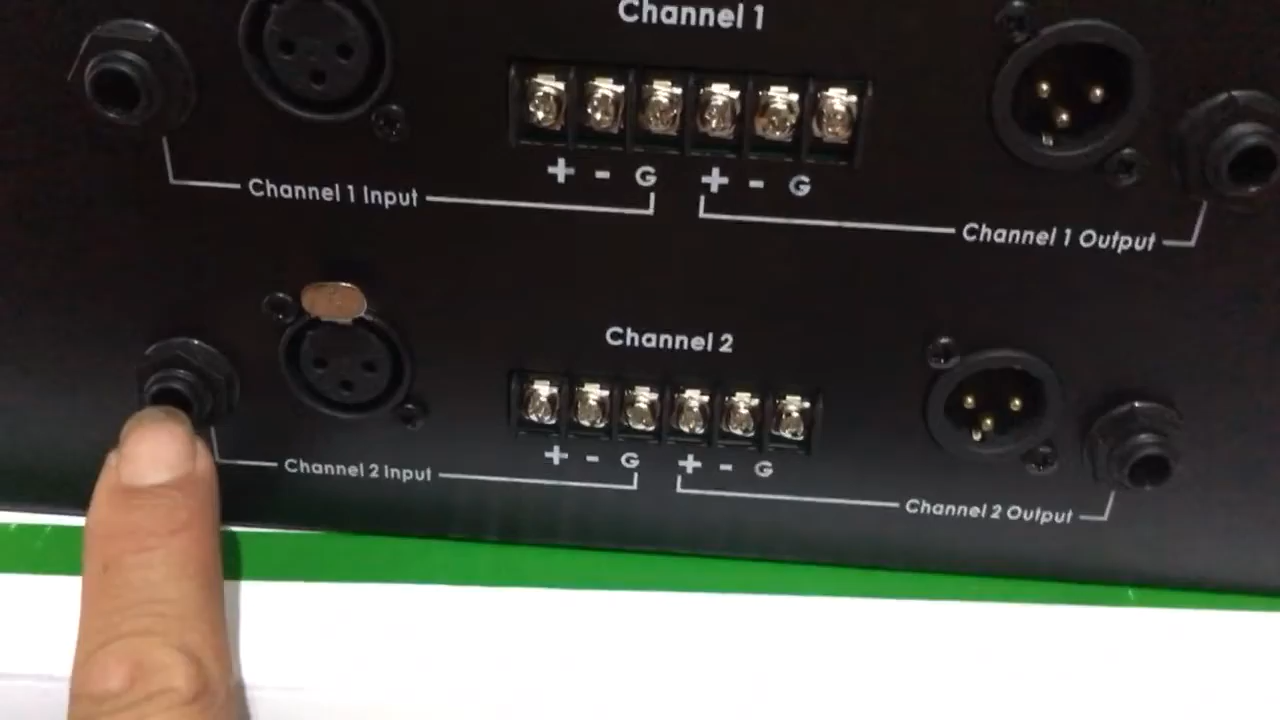 Channel 1
+ - G + - G
Channel 1 Input
Channel 1 Output
Channel 2
+ - G + - G
Channel 2 Input
Channel 2 Output